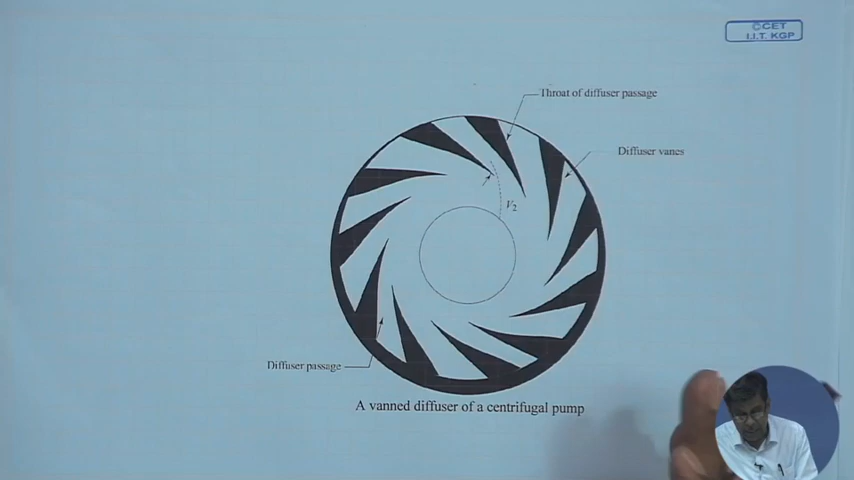 ©CET
I.I.T. KGP
Throat of diffuser passage
Diffuser vanes
V2
Diffuser passage
A vanned diffuser of a centrifugal pump